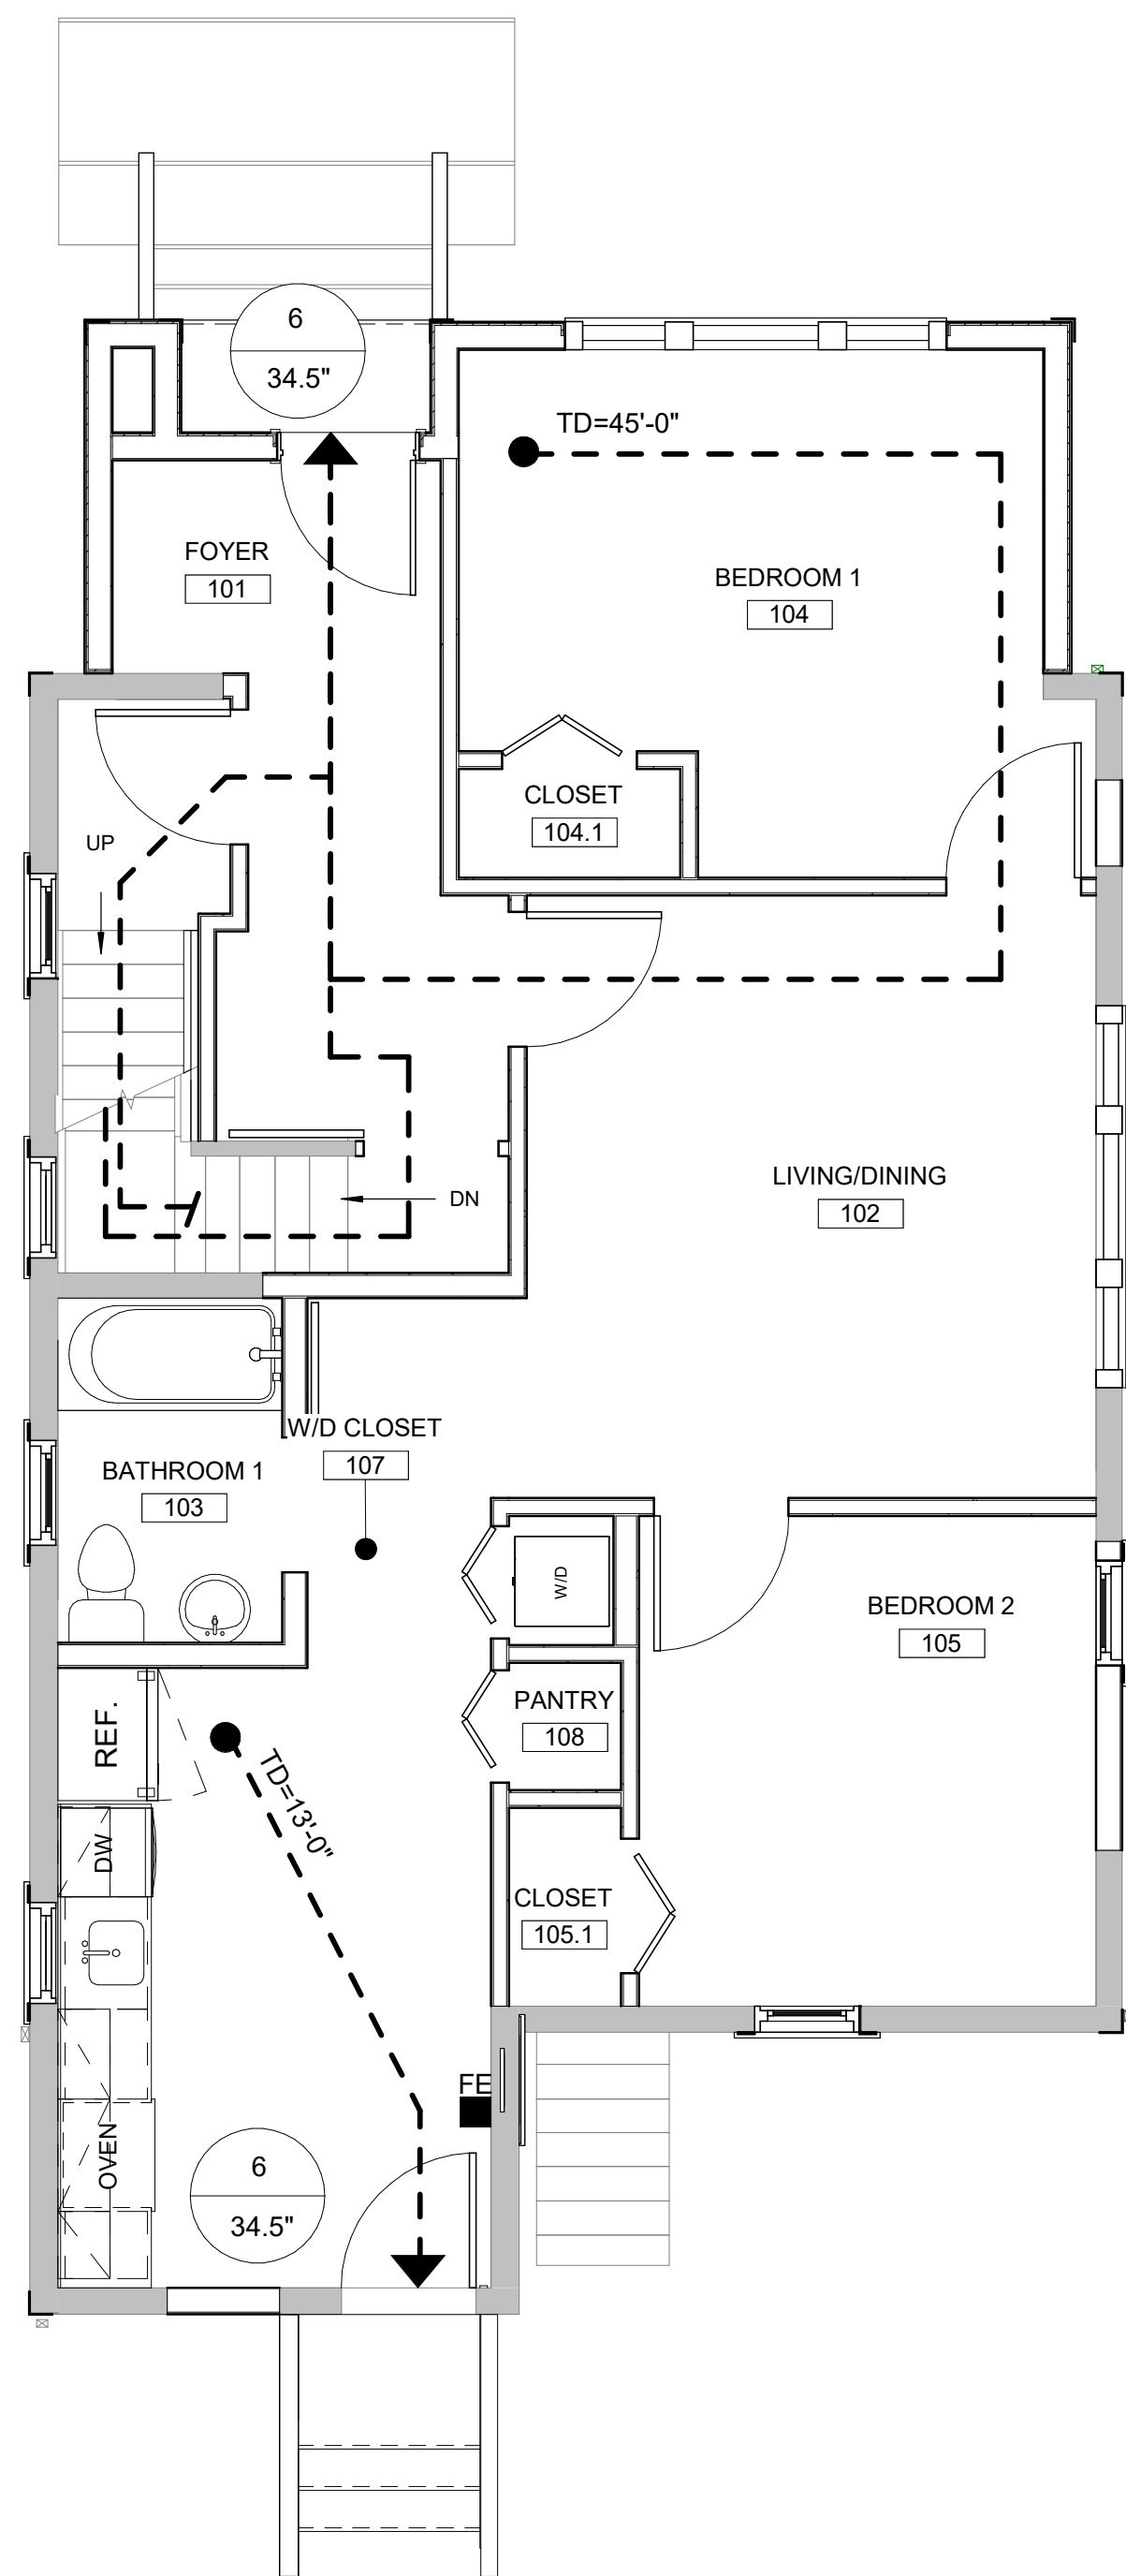 6
34.5"
TD=45'-0"
FOYER
101
BEDROOM 1
104
CLOSET
104.1
UP
LIVING/DINING
102
DN
W/D CLOSET
107
BATHROOM 1
103
W/D
BEDROOM 2
105
REF.
PANTRY
108
TD=13'-0"
DW
CLOSET
105.1
FE
OVEN
6
34.5"